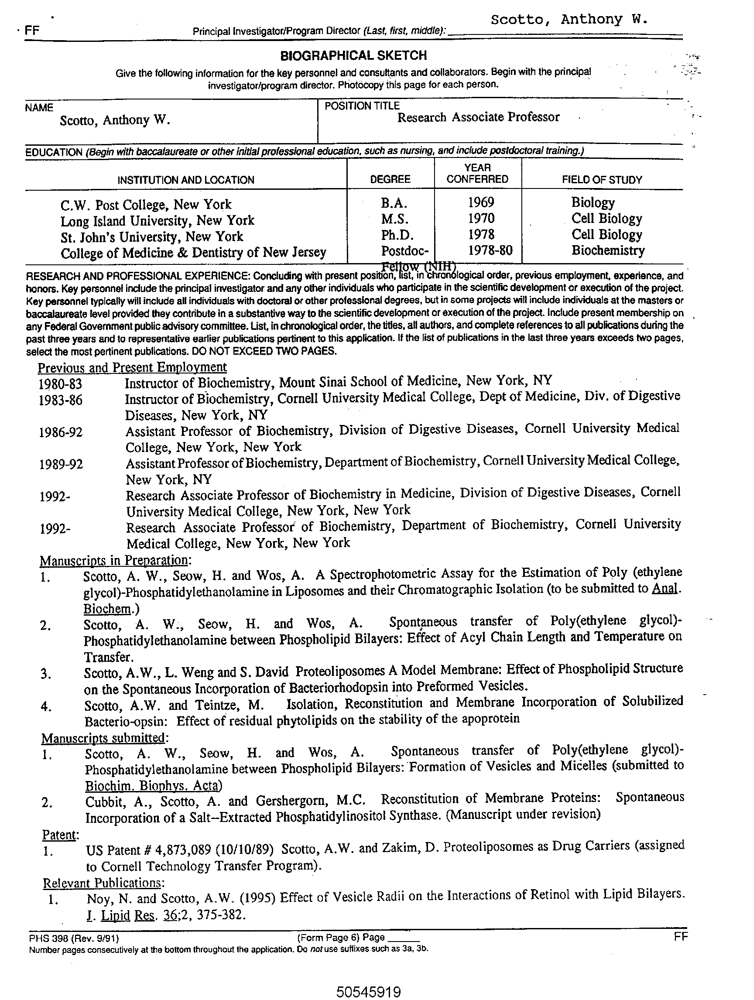 FF
Principal Investigator/Program Director (Last, first, middle): Scotto, Anthony W.
BIOGRAPHICAL SKETCH
Give the following information for the key personnel and consultants and collaborators. Begin with the principal
investigator/program director. Photocopy this page for each person.
NAME POSITION TITLE
Scotto, Anthony W. Research Associate Professor
EDUCATION (Begin with baccalaureate or other initial professional education, such as nursing, and include postdoctoral training.)
INSTITUTION AND LOCATION DEGREE YEAR CONFERRED FIELD OF STUDY
C.W. Post College, New York B.A. 1969 Biology
Long Island University, New York M.S. 1970 Cell Biology
St. John's University, New York Ph.D. 1978 Cell Biology
College of Medicine & Dentistry of New Jersey Postdoc- 1978-80 Biochemistry
Fellow (NIH)
RESEARCH AND PROFESSIONAL EXPERIENCE: Concluding with present position, list, in chronological order, previous employment, experience, and
honors. Key personnel include the principal investigator and any other individuals who participate in the scientific development or execution of the project.
Key personnel typically will include all individuals with doctoral or other professional degrees, but in some projects will include individuals at the masters or
baccalaureate level provided they contribute in a substantive way to the scientific development or execution of the project. Include present membership on
any Federal Government public advisory committee. List, in chronological order, the titles, all authors, and complete references to all publications during the
past three years and to representative earlier publications pertinent to this application. If the list of publications in the last three years exceeds two pages,
select the most pertinent publications. DO NOT EXCEED TWO PAGES.
Previous and Present Employment
1980-83 Instructor of Biochemistry, Mount Sinai School of Medicine, New York, NY
1983-86 Instructor of Biochemistry, Cornell University Medical College, Dept of Medicine, Div. of Digestive
Diseases, New York, NY
1986-92 Assistant Professor of Biochemistry, Division of Digestive Diseases, Cornell University Medical
College, New York, New York
1989-92 Assistant Professor of Biochemistry, Department of Biochemistry, Cornell University Medical College,
New York, NY
1992- Research Associate Professor of Biochemistry in Medicine, Division of Digestive Diseases, Cornell
University Medical College, New York, New York
1992- Research Associate Professor of Biochemistry, Department of Biochemistry, Cornell University
Medical College, New York, New York
Manuscripts in Preparation:
1. Scotto, A. W., Seow, H. and Wos, A. A Spectrophotometric Assay for the Estimation of Poly (ethylene
glycol)-Phosphatidylethanolamine in Liposomes and their Chromatographic Isolation (to be submitted to Anal.
Biochem.)
2. Scotto, A. W., Seow, H. and Wos, A. Spontaneous transfer of Poly(ethylene glycol)-
Phosphatidylethanolamine between Phospholipid Bilayers: Effect of Acyl Chain Length and Temperature on
Transfer.
3. Scotto, A.W., L. Weng and S. David Proteoliposomes A Model Membrane: Effect of Phospholipid Structure
on the Spontaneous Incorporation of Bacteriorhodopsin into Preformed Vesicles.
4. Scotto, A.W. and Teintze, M. Isolation, Reconstitution and Membrane Incorporation of Solubilized
Bacterio-opsin: Effect of residual phytolipids on the stability of the apoprotein
Manuscripts submitted:
1. Scotto, A. W., Seow, H. and Wos, A. Spontaneous transfer of Poly(ethylene glycol)-
Phosphatidylethanolamine between Phospholipid Bilayers: Formation of Vesicles and Micelles (submitted to
Biochim. Biophys. Acta)
2. Cubbit, A., Scotto, A. and Gershergorn, M.C. Reconstitution of Membrane Proteins: Spontaneous
Incorporation of a Salt--Extracted Phosphatidylinositol Synthase. (Manuscript under revision)
Patent:
1. US Patent # 4,873,089 (10/10/89) Scotto, A.W. and Zakim, D. Proteoliposomes as Drug Carriers (assigned
to Cornell Technology Transfer Program).
Relevant Publications:
1. Noy, N. and Scotto, A.W. (1995) Effect of Vesicle Radii on the Interactions of Retinol with Lipid Bilayers.
J. Lipid Res. 36;2, 375-382.
PHS 398 (Rev. 9/91) (Form Page 6) Page FF
Number pages consecutively at the bottom throughout the application. Do not use suffixes such as 3a, 3b.
50545919